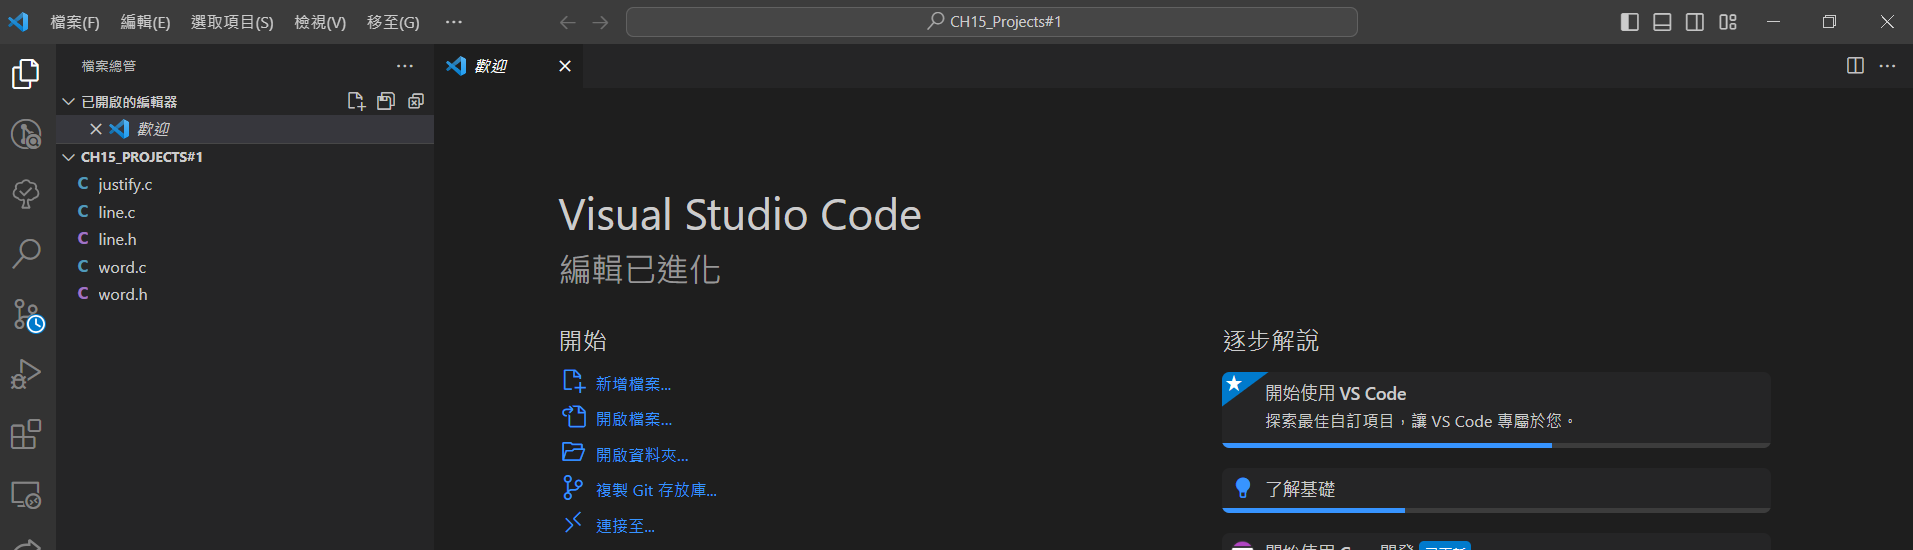 檔案(F) 編輯(E) 選取項目(S) 檢視(V) 移至(G) ··· CH15_Projects#1
檔案總管 ···
歡迎
已開啟的編輯器
歡迎
CH15_PROJECTS#1
C justify.c
C line.c
C line.h
C word.c
C word.h
Visual Studio Code
編輯已進化
開始
新增檔案...
開啟檔案...
開啟資料夾...
複製 Git 存放庫...
連接至...
逐步解說
開始使用 VS Code
探索最佳自訂項目，讓 VS Code 專屬於您。
了解基礎